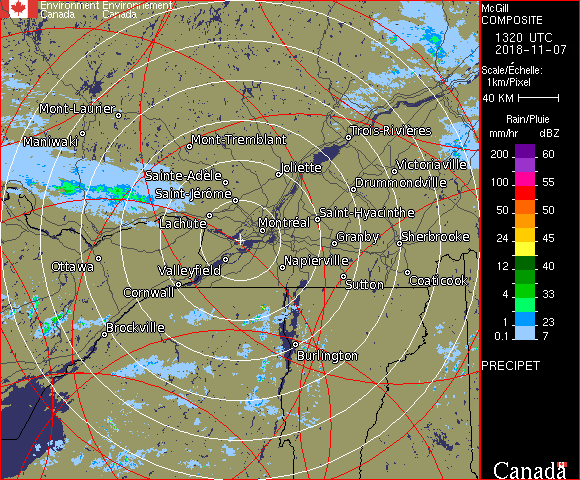 Environment Environnement
Canada Canada
McGill
COMPOSITE
1320 UTC
2018-11-07
Scale/Échelle:
1km/Pixel
40 KM
Rain/Pluie
mm/hr dBZ
200 60
100 55
50 50
24 45
12 40
4 33
1 23
0.1 7
PRECIPET
Canada
Mont-Laurier
Maniwaki
Mont-Tremblant
Trois-Rivières
Sainte-Adèle
Joliette
Victoriaville
Saint-Jérôme
Drummondville
Lachute
Montréal
Saint-Hyacinthe
Granby
Sherbrooke
Ottawa
Valleyfield
Napierville
Cornwall
Sutton
Coaticook
Brockville
Burlington